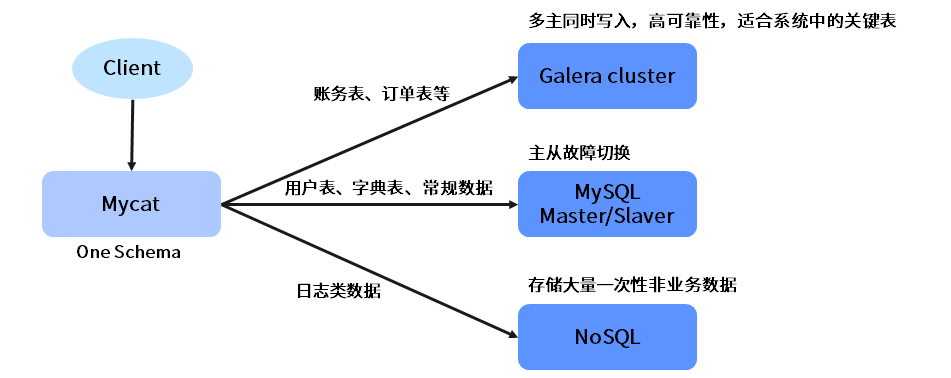 多主同时写入，高可靠性，适合系统中的关键表
Client
Galera cluster
账务表、订单表等
主从故障切换
用户表、字典表、常规数据
Mycat
MySQL
Master/Slaver
One Schema
日志类数据
存储大量一次性非业务数据
NoSQL